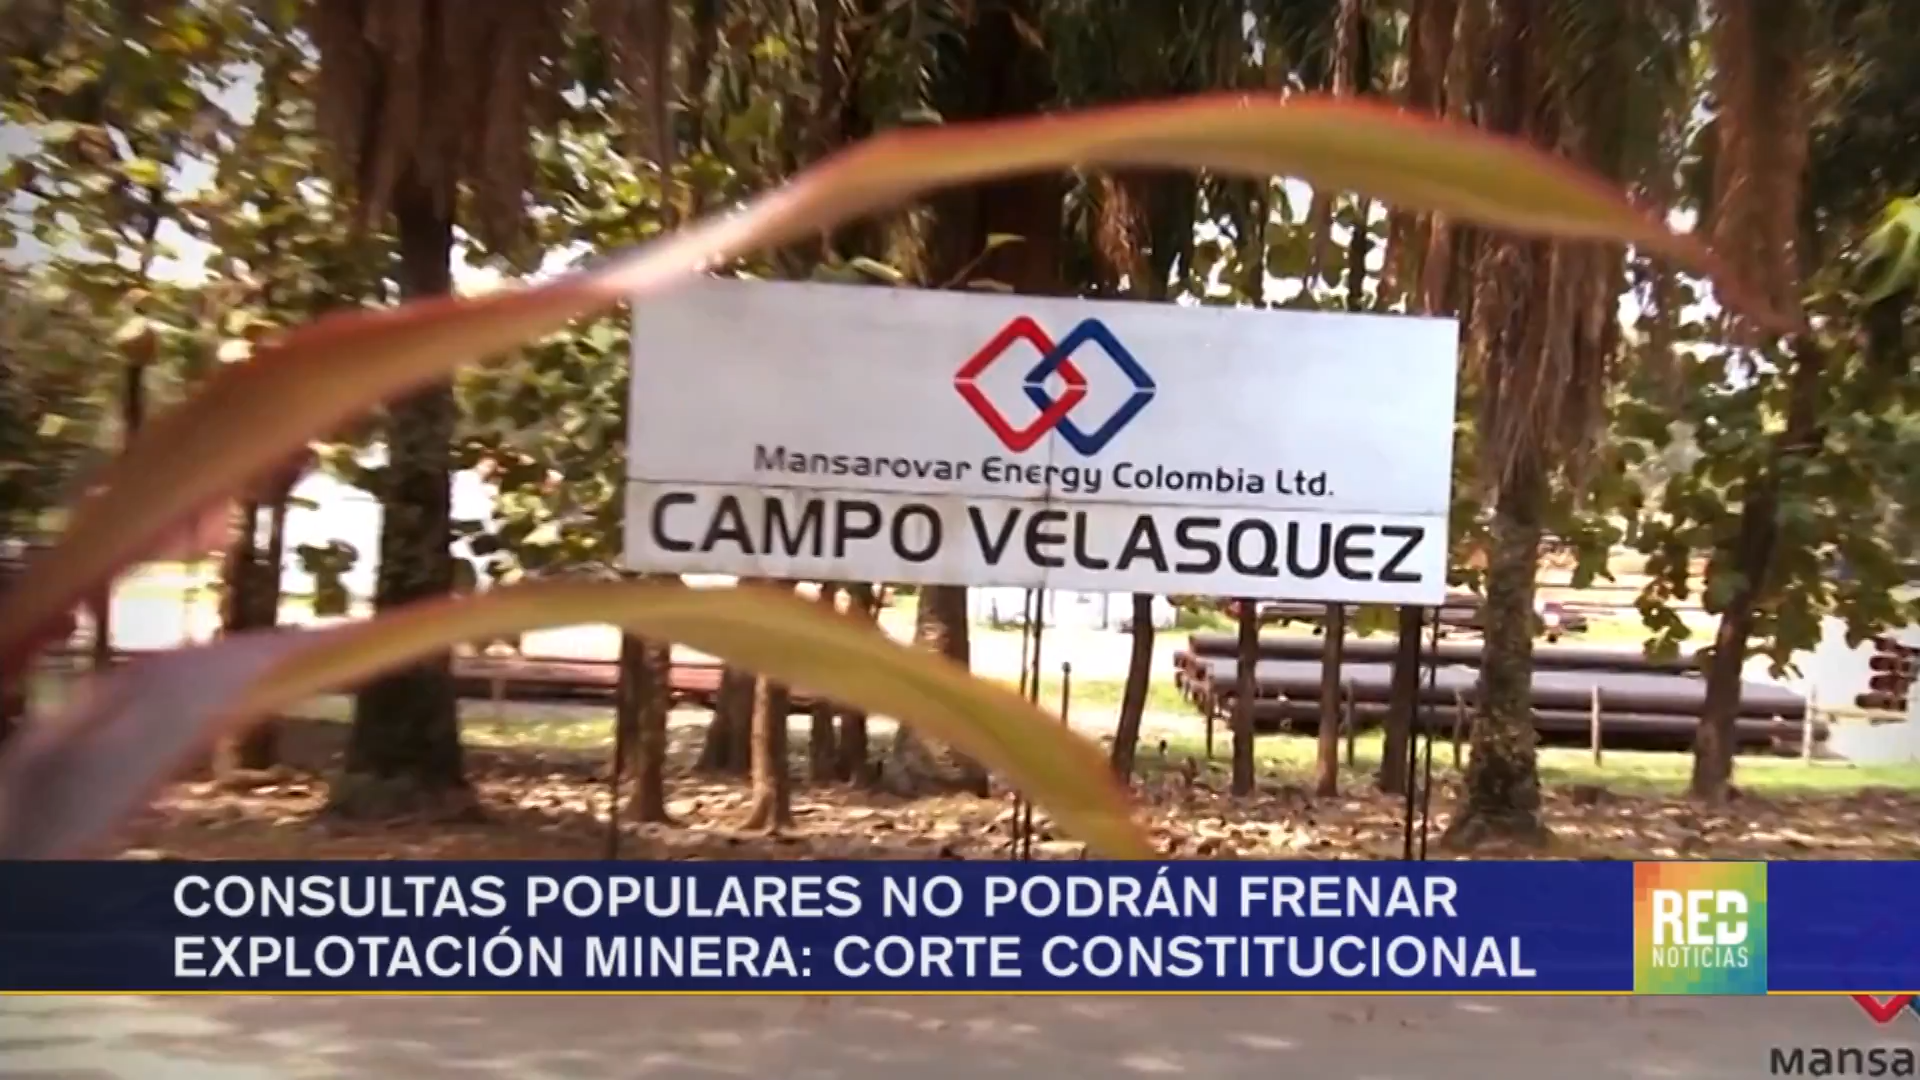 Mansarovar Energy Colombia Ltd.
CAMPO VELASQUEZ
CONSULTAS POPULARES NO PODRÁN FRENAR
EXPLOTACIÓN MINERA: CORTE CONSTITUCIONAL
RED
NOTICIAS
Mansa